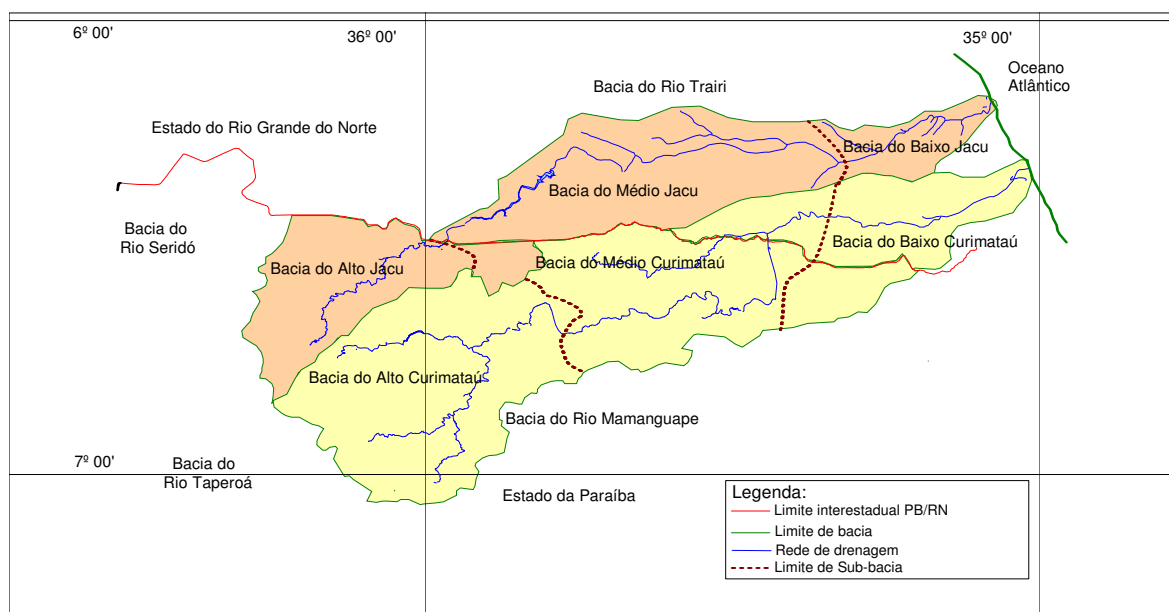 6º 00'
36º 00'
35º 00'
Oceano
Atlântico
Bacia do Rio Trairi
Estado do Rio Grande do Norte
Bacia do Baixo Jacu
Bacia do Médio Jacu
Bacia do
Rio Seridó
Bacia do Baixo Curimataú
Bacia do Médio Curimataú
Bacia do Alto Jacu
Bacia do Alto Curimataú
Bacia do Rio Mamanguape
7º 00'
Bacia do
Rio Taperoá
Estado da Paraíba
Legenda:
Limite interestadual PB/RN
Limite de bacia
Rede de drenagem
Limite de Sub-bacia